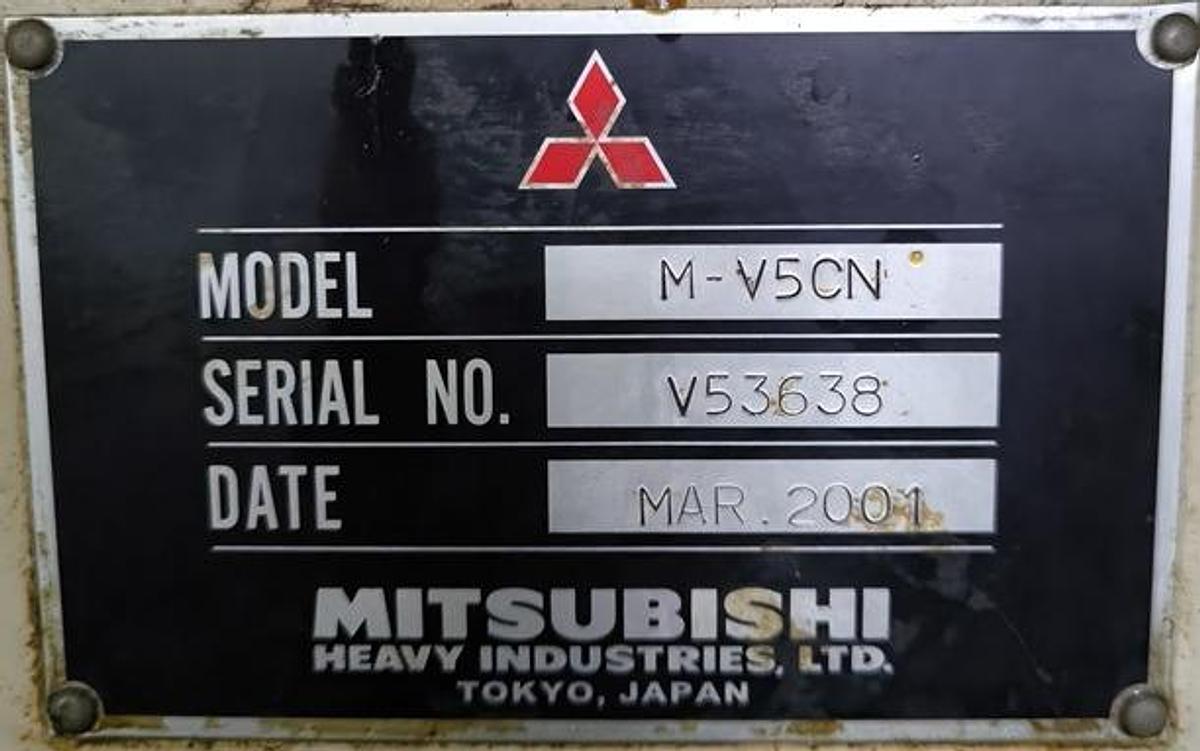 MODEL M-V5CN
SERIAL NO. V53638
DATE MAR.2001
MITSUBISHI
HEAVY INDUSTRIES, LTD.
TOKYO, JAPAN